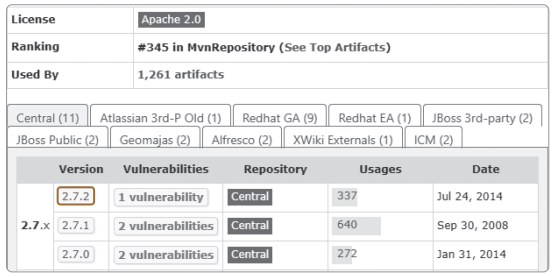 License Apache 2.0
Ranking #345 in MvnRepository (See Top Artifacts)
Used By 1,261 artifacts
Central (11) Atlassian 3rd-P Old (1) Redhat GA (9) Redhat EA (1) JBoss 3rd-party (2)
JBoss Public (2) Geomajas (2) Alfresco (2) XWiki Externals (1) ICM (2)
Version Vulnerabilities Repository Usages Date
2.7.2 1 vulnerability Central 337 Jul 24, 2014
2.7.x 2.7.1 2 vulnerabilities Central 640 Sep 30, 2008
2.7.0 2 vulnerabilities Central 272 Jan 31, 2014